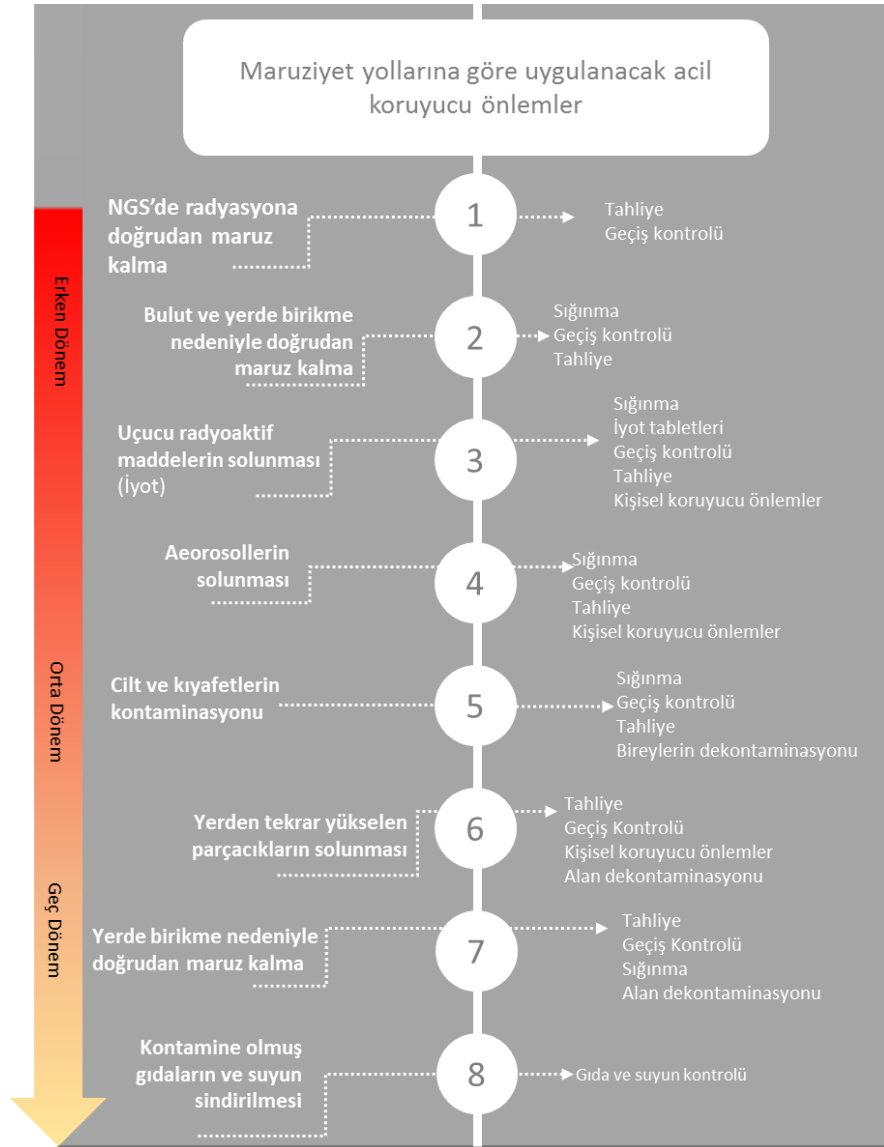 Maruziyet yollarına göre uygulanacak acil
koruyucu önlemler
Erken Dönem
Orta Dönem
Geç Dönem
NGS'de radyasyona
doğrudan maruz
kalma
1
Tahliye
Geçiş kontrolü
Bulut ve yerde birikme
nedeniyle doğrudan
maruz kalma
2
Sığınma
Geçiş kontrolü
Tahliye
Uçucu radyoaktif
maddelerin solunması
(İyot)
3
Sığınma
İyot tabletleri
Geçiş kontrolü
Tahliye
Kişisel koruyucu önlemler
Aeorosollerin
solunması
4
Sığınma
Geçiş kontrolü
Tahliye
Kişisel koruyucu önlemler
Cilt ve kıyafetlerin
kontaminasyonu
5
Sığınma
Geçiş kontrolü
Tahliye
Bireylerin dekontaminasyonu
Yerden tekrar yükselen
parçacıkların solunması
6
Tahliye
Geçiş Kontrolü
Kişisel koruyucu önlemler
Alan dekontaminasyonu
Yerde birikme nedeniyle
doğrudan maruz kalma
7
Tahliye
Geçiş Kontrolü
Sığınma
Alan dekontaminasyonu
Kontamine olmuş
gıdaların ve suyun
sindirilmesi
8
Gıda ve suyun kontrolü